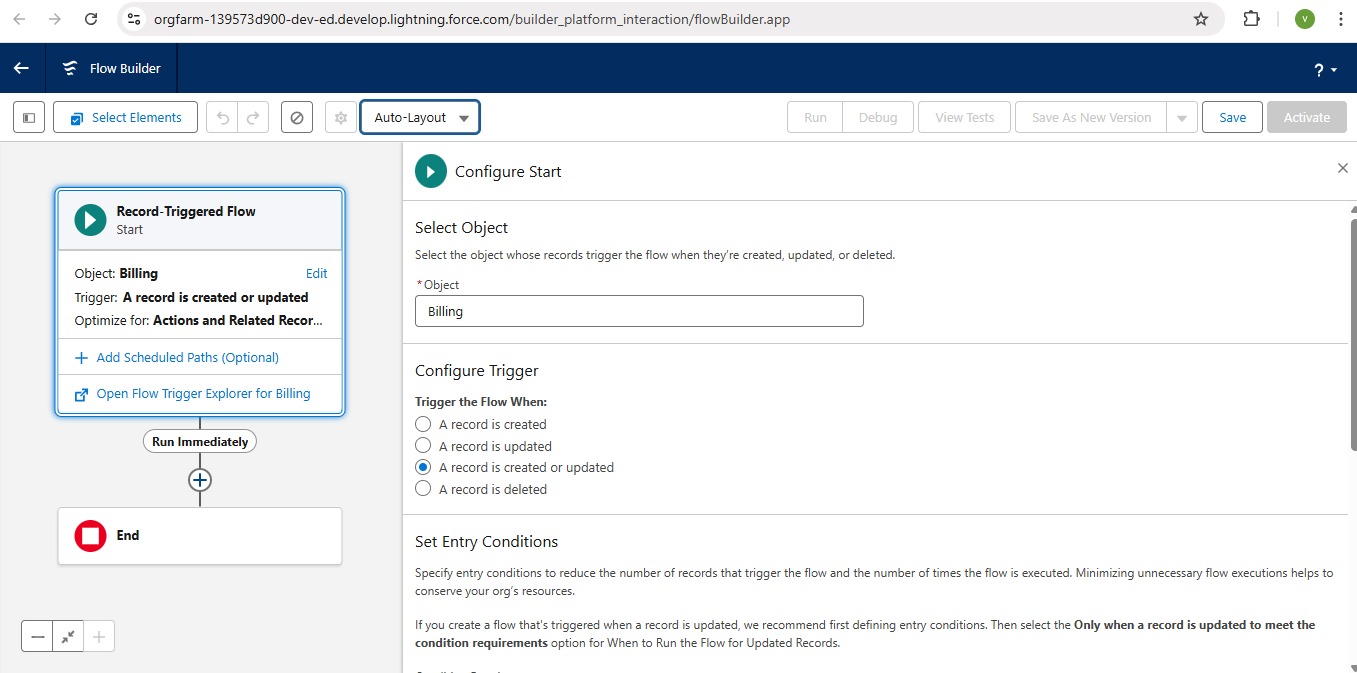 orgfarm-139573d900-dev-ed.develop.lightning.force.com/builder_platform_interaction/flowBuilder.app
V
Flow Builder
?
Select Elements
Auto-Layout
Run
Debug
View Tests
Save As New Version
Save
Activate
Record-Triggered Flow
Start
Object: Billing
Edit
Trigger: A record is created or updated
Optimize for: Actions and Related Recor...
Add Scheduled Paths (Optional)
Open Flow Trigger Explorer for Billing
Run Immediately
End
Configure Start
Select Object
Select the object whose records trigger the flow when they're created, updated, or deleted.
*Object
Billing
Configure Trigger
Trigger the Flow When:
A record is created
A record is updated
A record is created or updated
A record is deleted
Set Entry Conditions
Specify entry conditions to reduce the number of records that trigger the flow and the number of times the flow is executed. Minimizing unnecessary flow executions helps to
conserve your org's resources.
If you create a flow that's triggered when a record is updated, we recommend first defining entry conditions. Then select the Only when a record is updated to meet the
condition requirements option for When to Run the Flow for Updated Records.